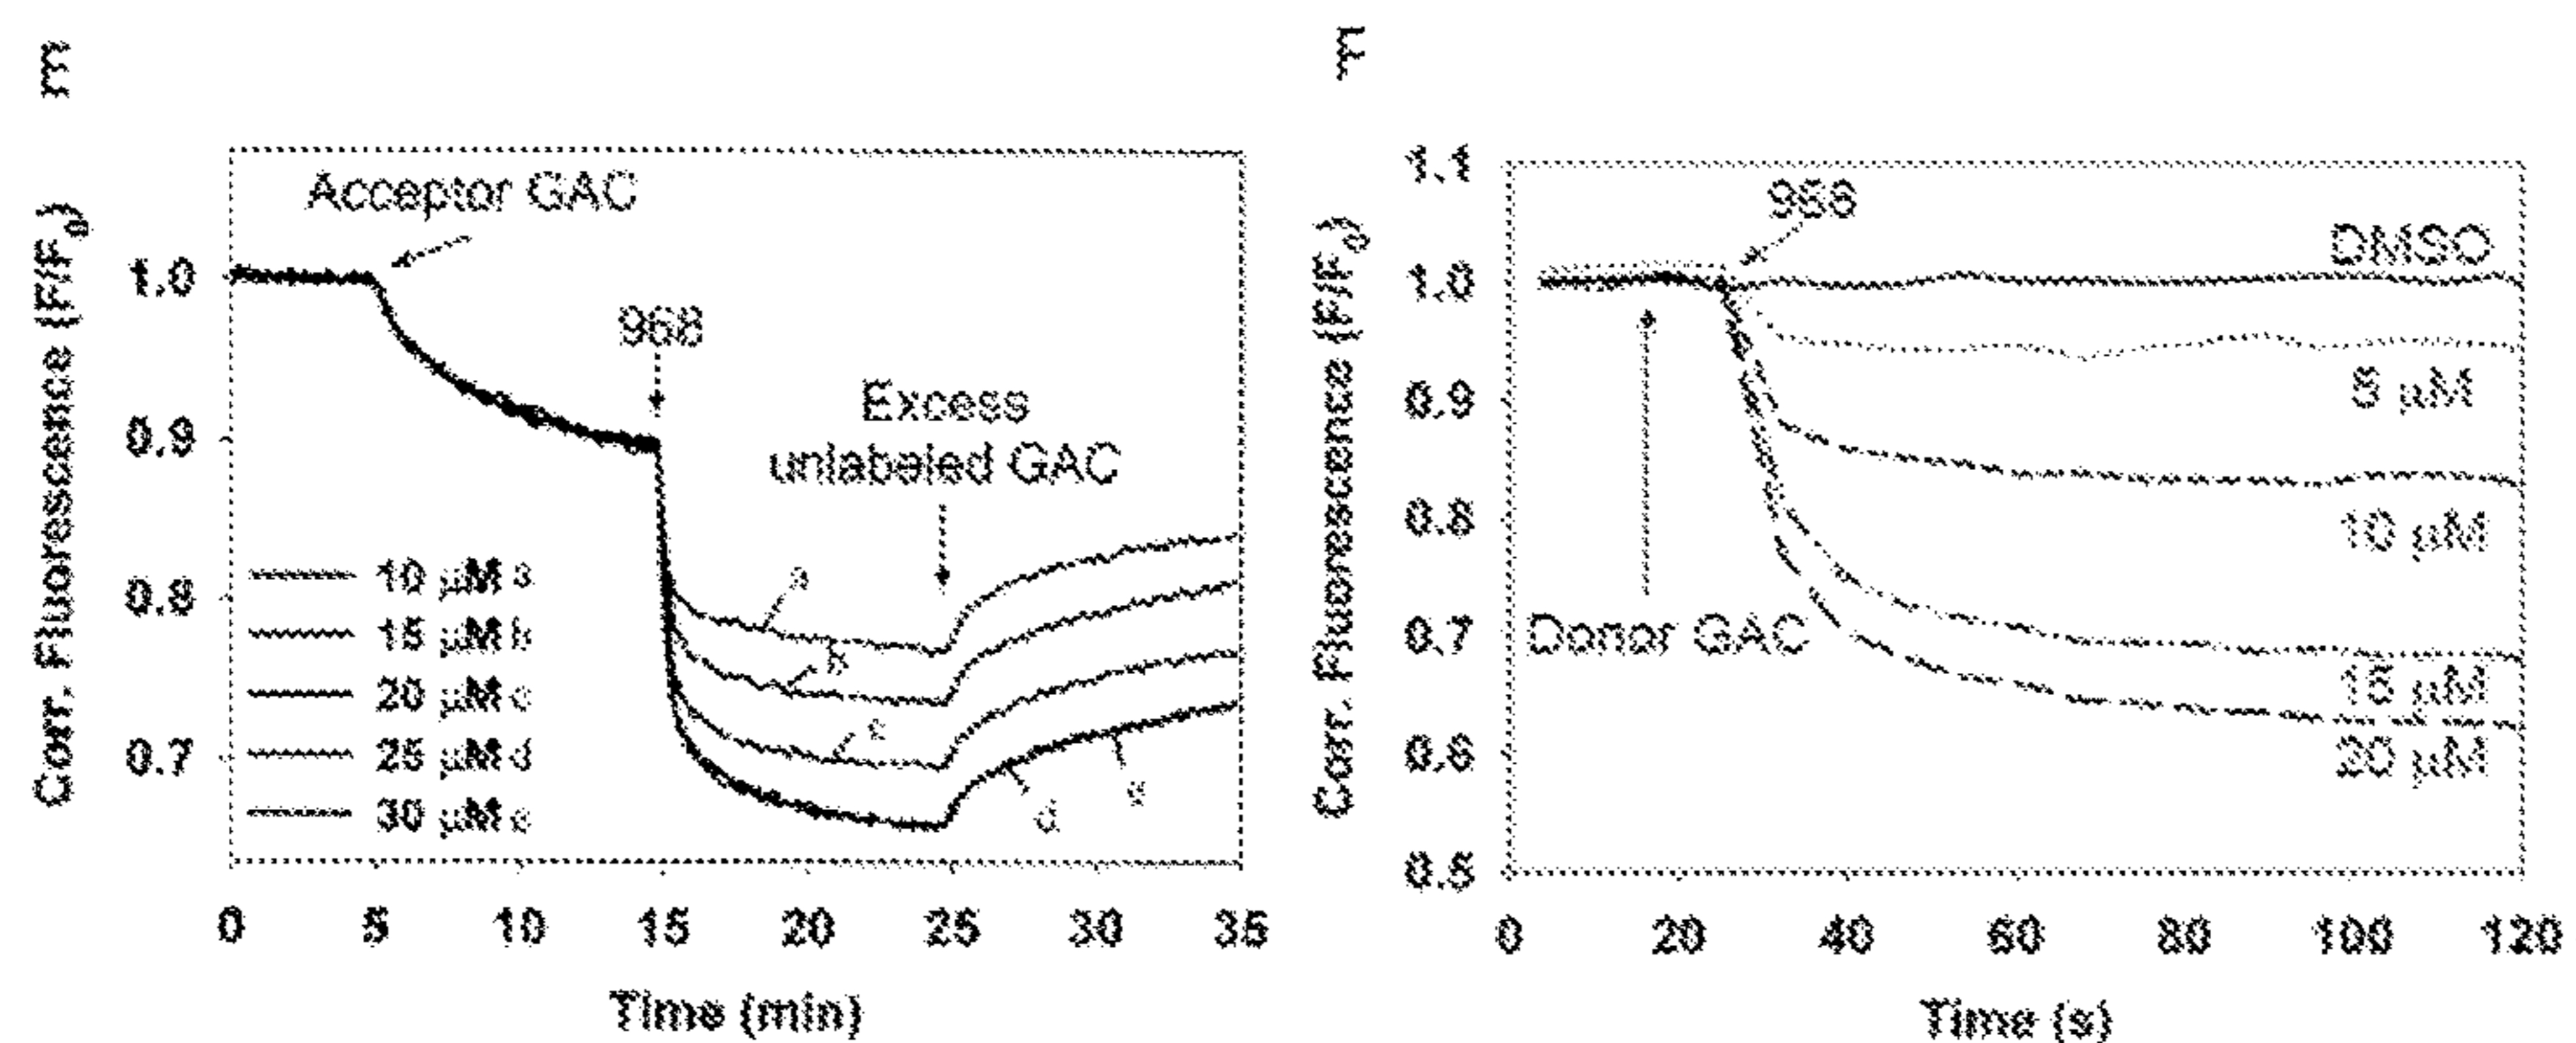 E
Acceptor GAC
968
Excess
unlabeled GAC
Corr. Fluorescence (F/F0)
1.0
0.9
0.8
0.7
10 μM a
15 μM b
20 μM c
25 μM d
30 μM e
a
b
c
d
e
0 5 10 15 20 25 30 35
Time (min)
F
968
DMSO
5 μM
10 μM
15 μM
20 μM
Donor GAC
Corr. Fluorescence (F/F0)
1.1
1.0
0.9
0.8
0.7
0.6
0.5
0 20 40 60 80 100 120
Time (s)